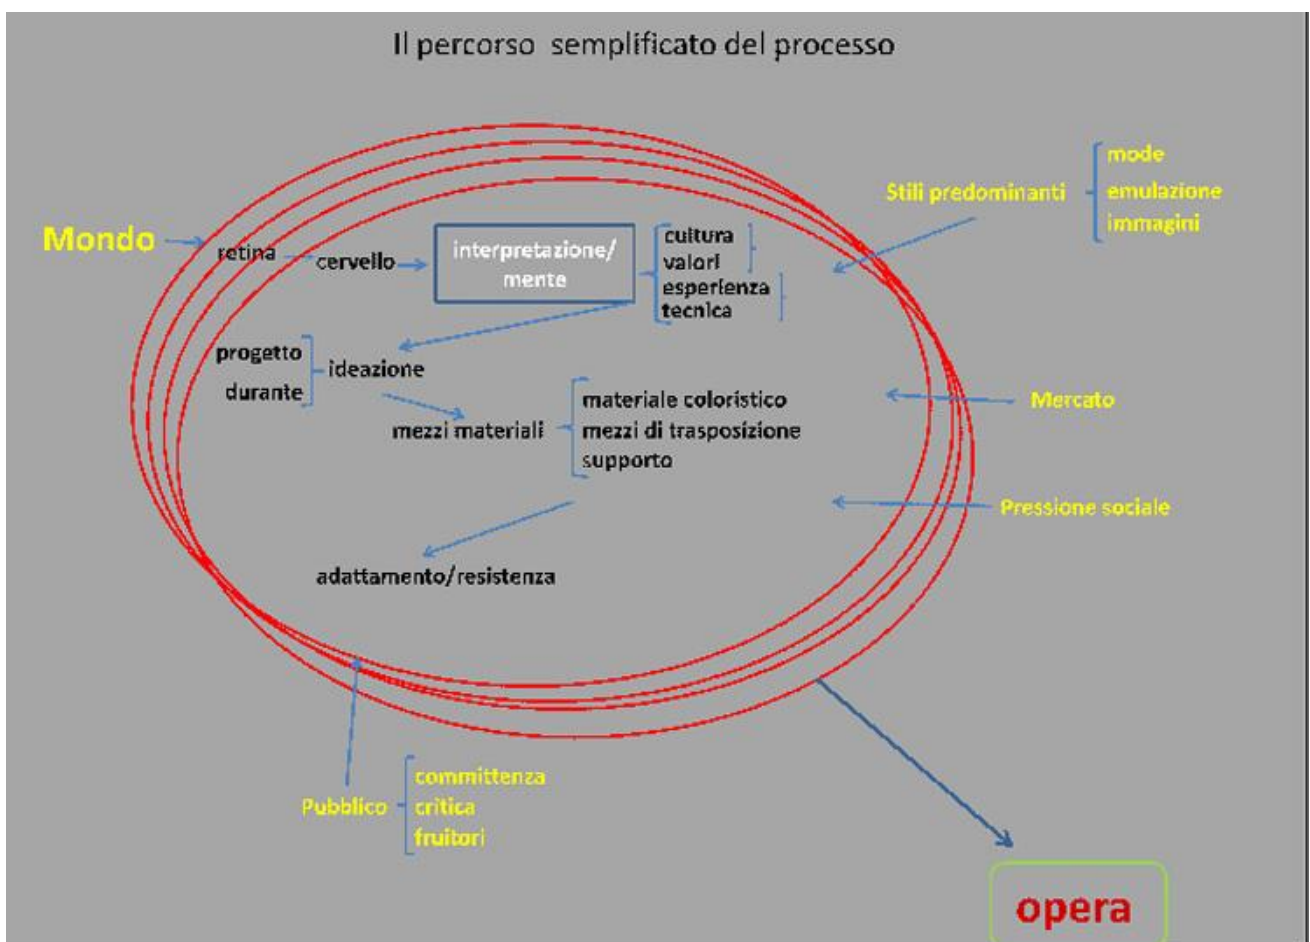 Il percorso semplificato del processo
mode
Stili predominanti
emulazione
immagini
Mondo
retina
cervello
interpretazione/
mente
cultura
valori
esperienza
tecnica
progetto
durante
ideazione
mezzi materiali
materiale coloristico
mezzi di trasposizione
supporto
Mercato
Pressione sociale
adattamento/resistenza
Pubblico
committenza
critica
fruitori
opera